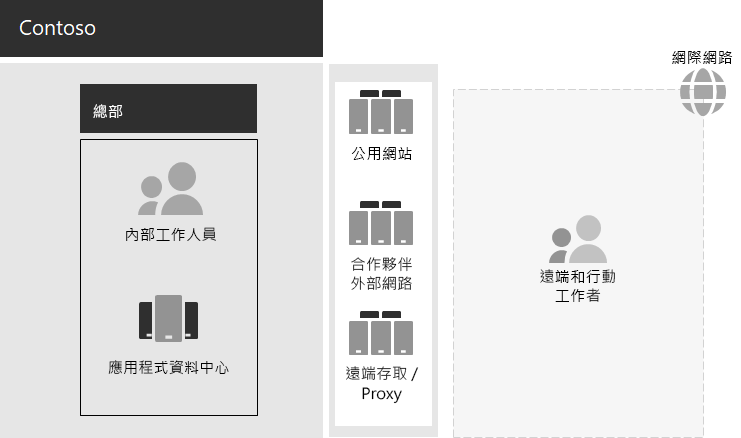 Contoso
總部
內部工作人員
應用程式資料中心
公用網站
合作夥伴
外部網路
遠端存取 /
Proxy
網際網路
遠端和行動
工作者